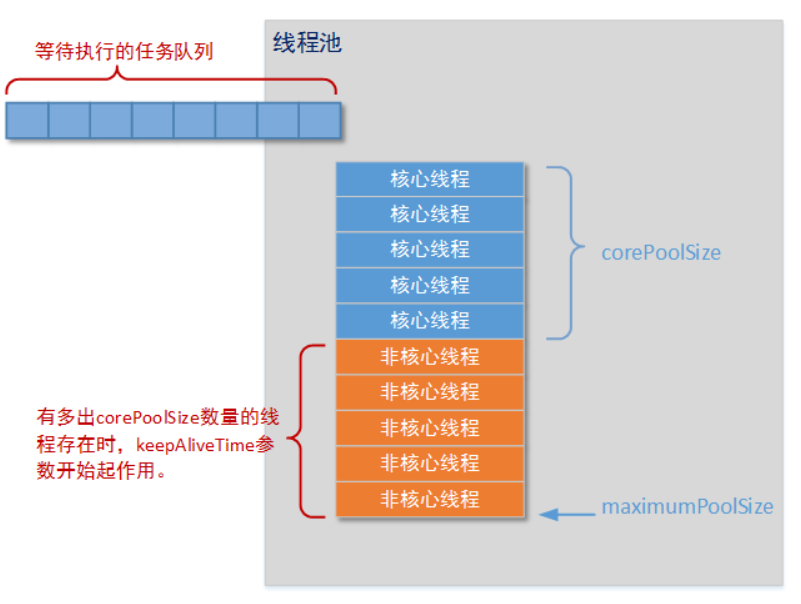 线程池
等待执行的任务队列
核心线程
核心线程
核心线程
核心线程
核心线程
corePoolSize
非核心线程
非核心线程
非核心线程
非核心线程
非核心线程
有多出corePoolSize数量的线
程存在时，keepAliveTime参
数开始起作用。
maximumPoolSize